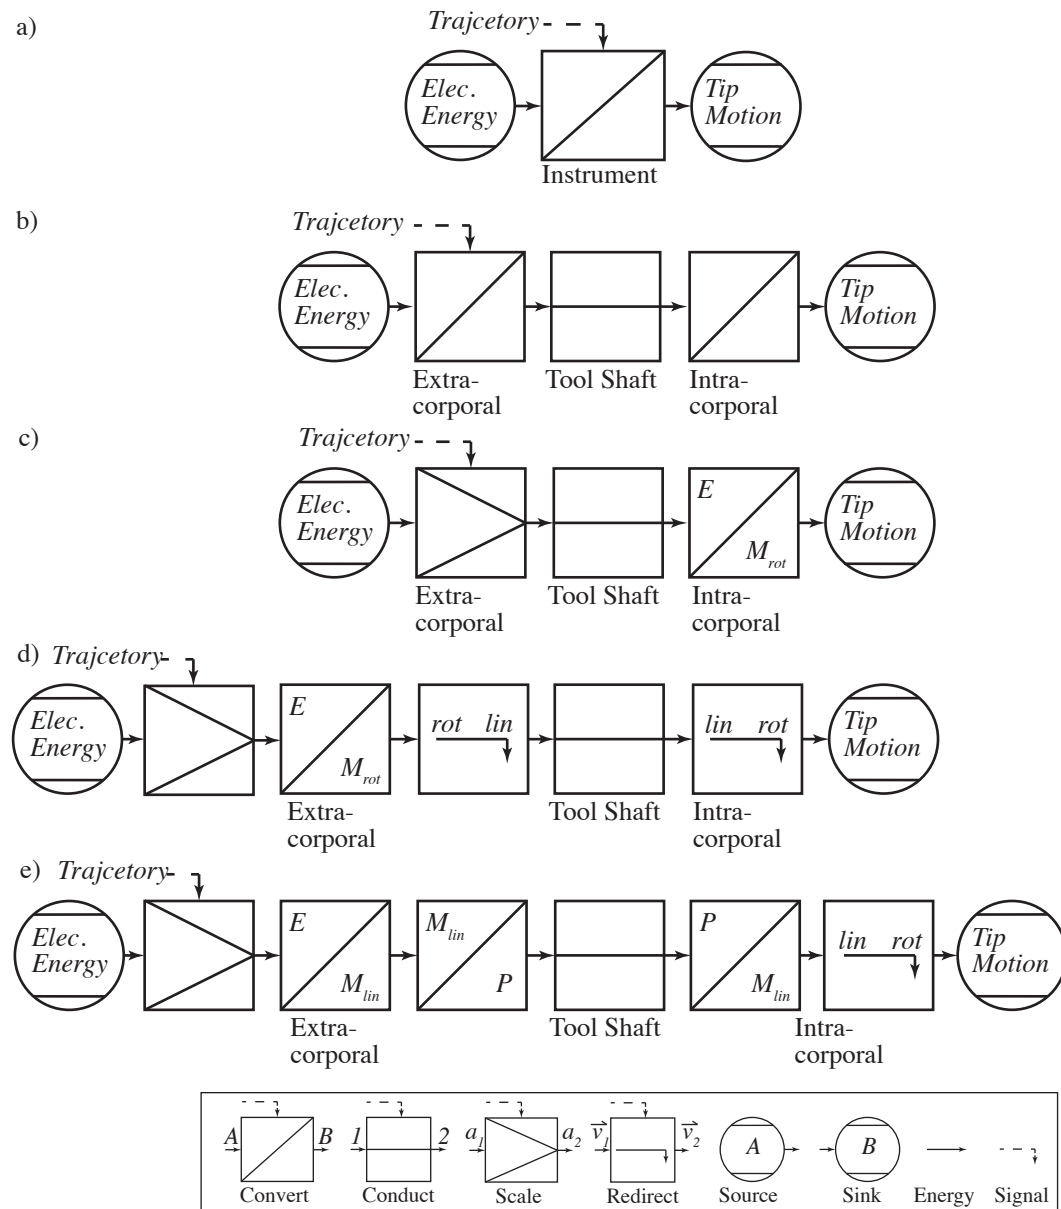 a)
Trajcetory
Elec.
Energy
Tip
Motion
Instrument
b)
Trajcetory
Elec.
Energy
Tip
Motion
Extra-
corporal
Tool Shaft
Intra-
corporal
c)
Trajcetory
Elec.
Energy
E
M_rot
Tip
Motion
Extra-
corporal
Tool Shaft
Intra-
corporal
d)
Trajcetory
Elec.
Energy
E
M_rot
rot lin
lin rot
Tip
Motion
Extra-
corporal
Tool Shaft
Intra-
corporal
e)
Trajcetory
Elec.
Energy
E
M_lin
M_lin
P
P
M_lin
lin rot
Tip
Motion
Extra-
corporal
Tool Shaft
Intra-
corporal
A B 1 2 a_1 a_2 v⃗_1 v⃗_2 A B
Convert Conduct Scale Redirect Source Sink Energy Signal